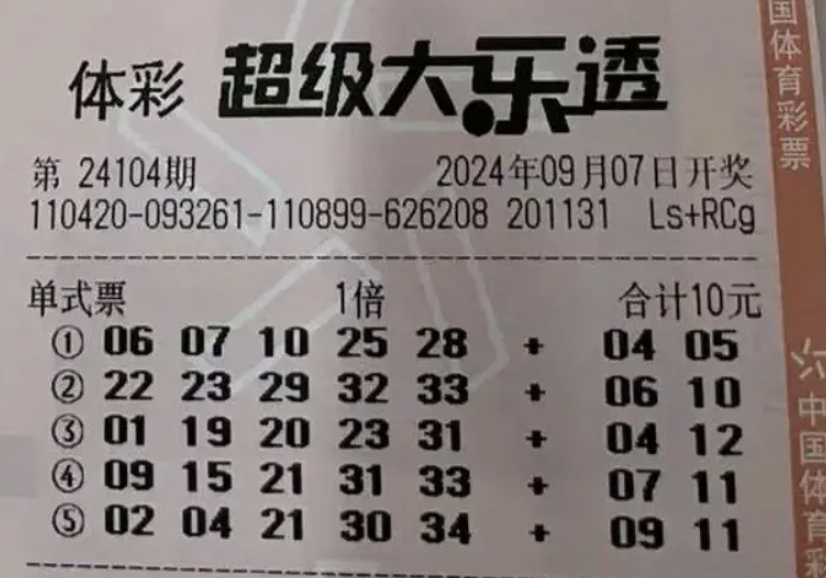 体彩 超级大乐透
第 24104期 2024年09月07日开奖
110420-093261-110899-626208 201131 Ls+RCg
单式票 1倍 合计10元
① 06 07 10 25 28 + 04 05
② 22 23 29 32 33 + 06 10
③ 01 19 20 23 31 + 04 12
④ 09 15 21 31 33 + 07 11
⑤ 02 04 21 30 34 + 09 11
国体育彩票
中国体育彩